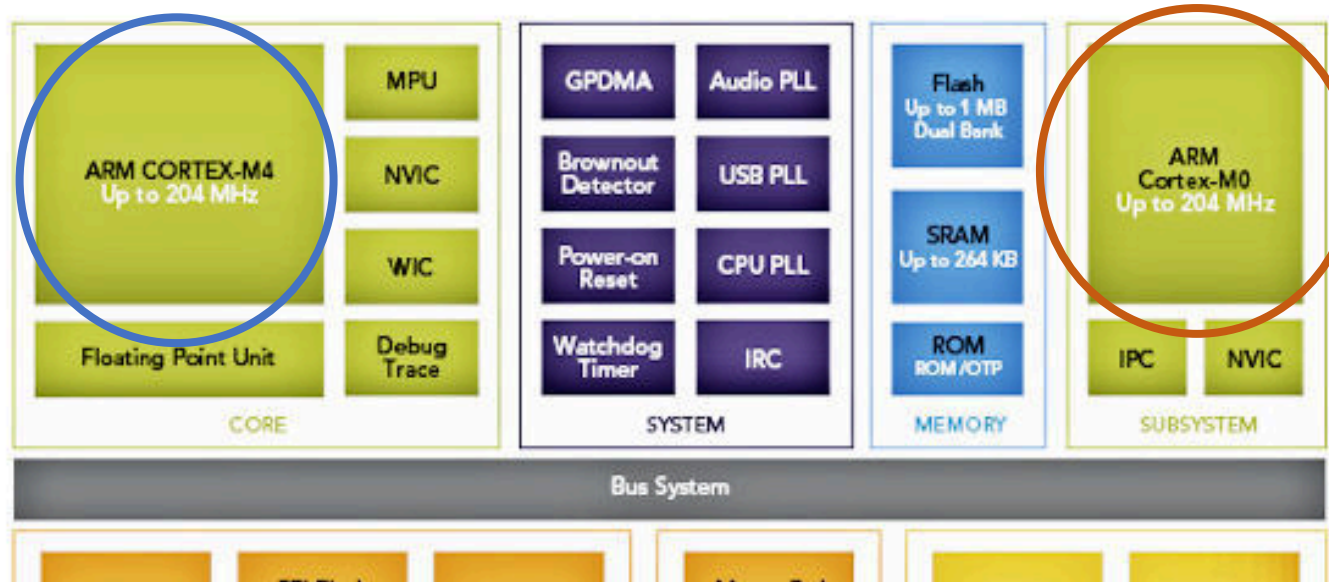 ARM CORTEX-M4
Up to 204 MHz
MPU
NVIC
WIC
Floating Point Unit
Debug
Trace
CORE
GPDMA
Audio PLL
Brownout
Detector
USB PLL
Power-on
Reset
CPU PLL
Watchdog
Timer
IRC
SYSTEM
Flash
Up to 1 MB
Dual Bank
SRAM
Up to 264 KB
ROM
ROM/OTP
MEMORY
ARM
Cortex-M0
Up to 204 MHz
IPC
NVIC
SUBSYSTEM
Bus System